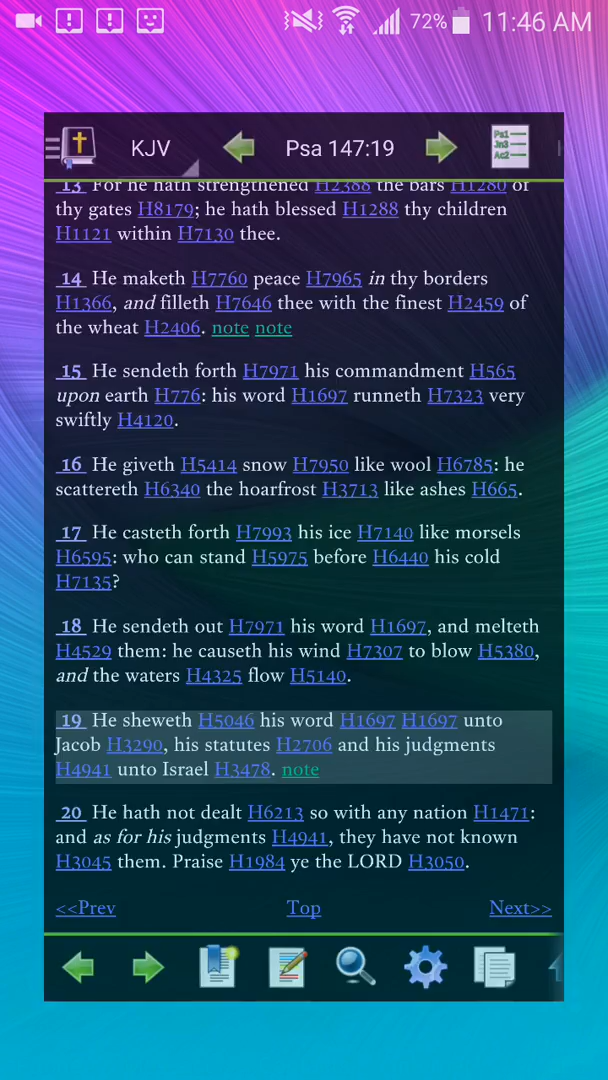 72% 11:46 AM
KJV Psa 147:19 Ps1
Jn3
Ac2
13 For he hath strengthened H2388 the bars H1280 of
thy gates H8179; he hath blessed H1288 thy children
H1121 within H7130 thee.
14 He maketh H7760 peace H7965 in thy borders
H1366, and filleth H7646 thee with the finest H2459 of
the wheat H2406. note note
15 He sendeth forth H7971 his commandment H565
upon earth H776: his word H1697 runneth H7323 very
swiftly H4120.
16 He giveth H5414 snow H7950 like wool H6785: he
scattereth H6340 the hoarfrost H3713 like ashes H665.
17 He casteth forth H7993 his ice H7140 like morsels
H6595: who can stand H5975 before H6440 his cold
H7135?
18 He sendeth out H7971 his word H1697, and melteth
H4529 them: he causeth his wind H7307 to blow H5380,
and the waters H4325 flow H5140.
19 He sheweth H5046 his word H1697 H1697 unto
Jacob H3290, his statutes H2706 and his judgments
H4941 unto Israel H3478. note
20 He hath not dealt H6213 so with any nation H1471:
and as for his judgments H4941, they have not known
H3045 them. Praise H1984 ye the LORD H3050.
<<Prev Top Next>>